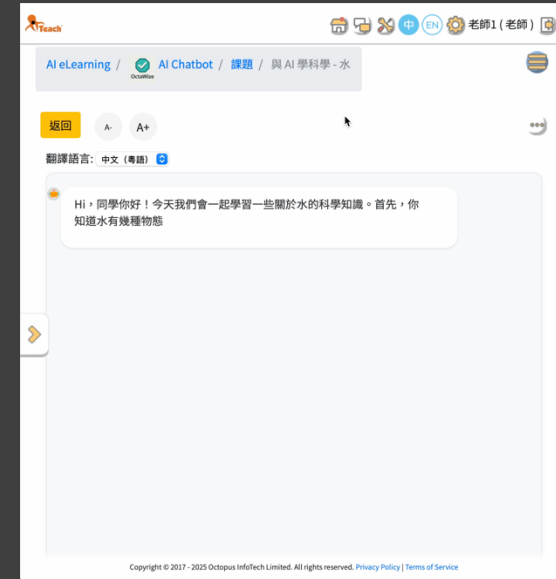 Teach
中 EN 老師1 ( 老師 )
AI eLearning / OctoWize AI Chatbot / 課題 / 與 AI 學科學 - 水
返回 A- A+
翻譯語言: 中文（粵語）
Hi，同學你好！今天我們會一起學習一些關於水的科學知識。首先，你
知道水有幾種物態
Copyright © 2017 - 2025 Octopus InfoTech Limited. All rights reserved. Privacy Policy | Terms of Service